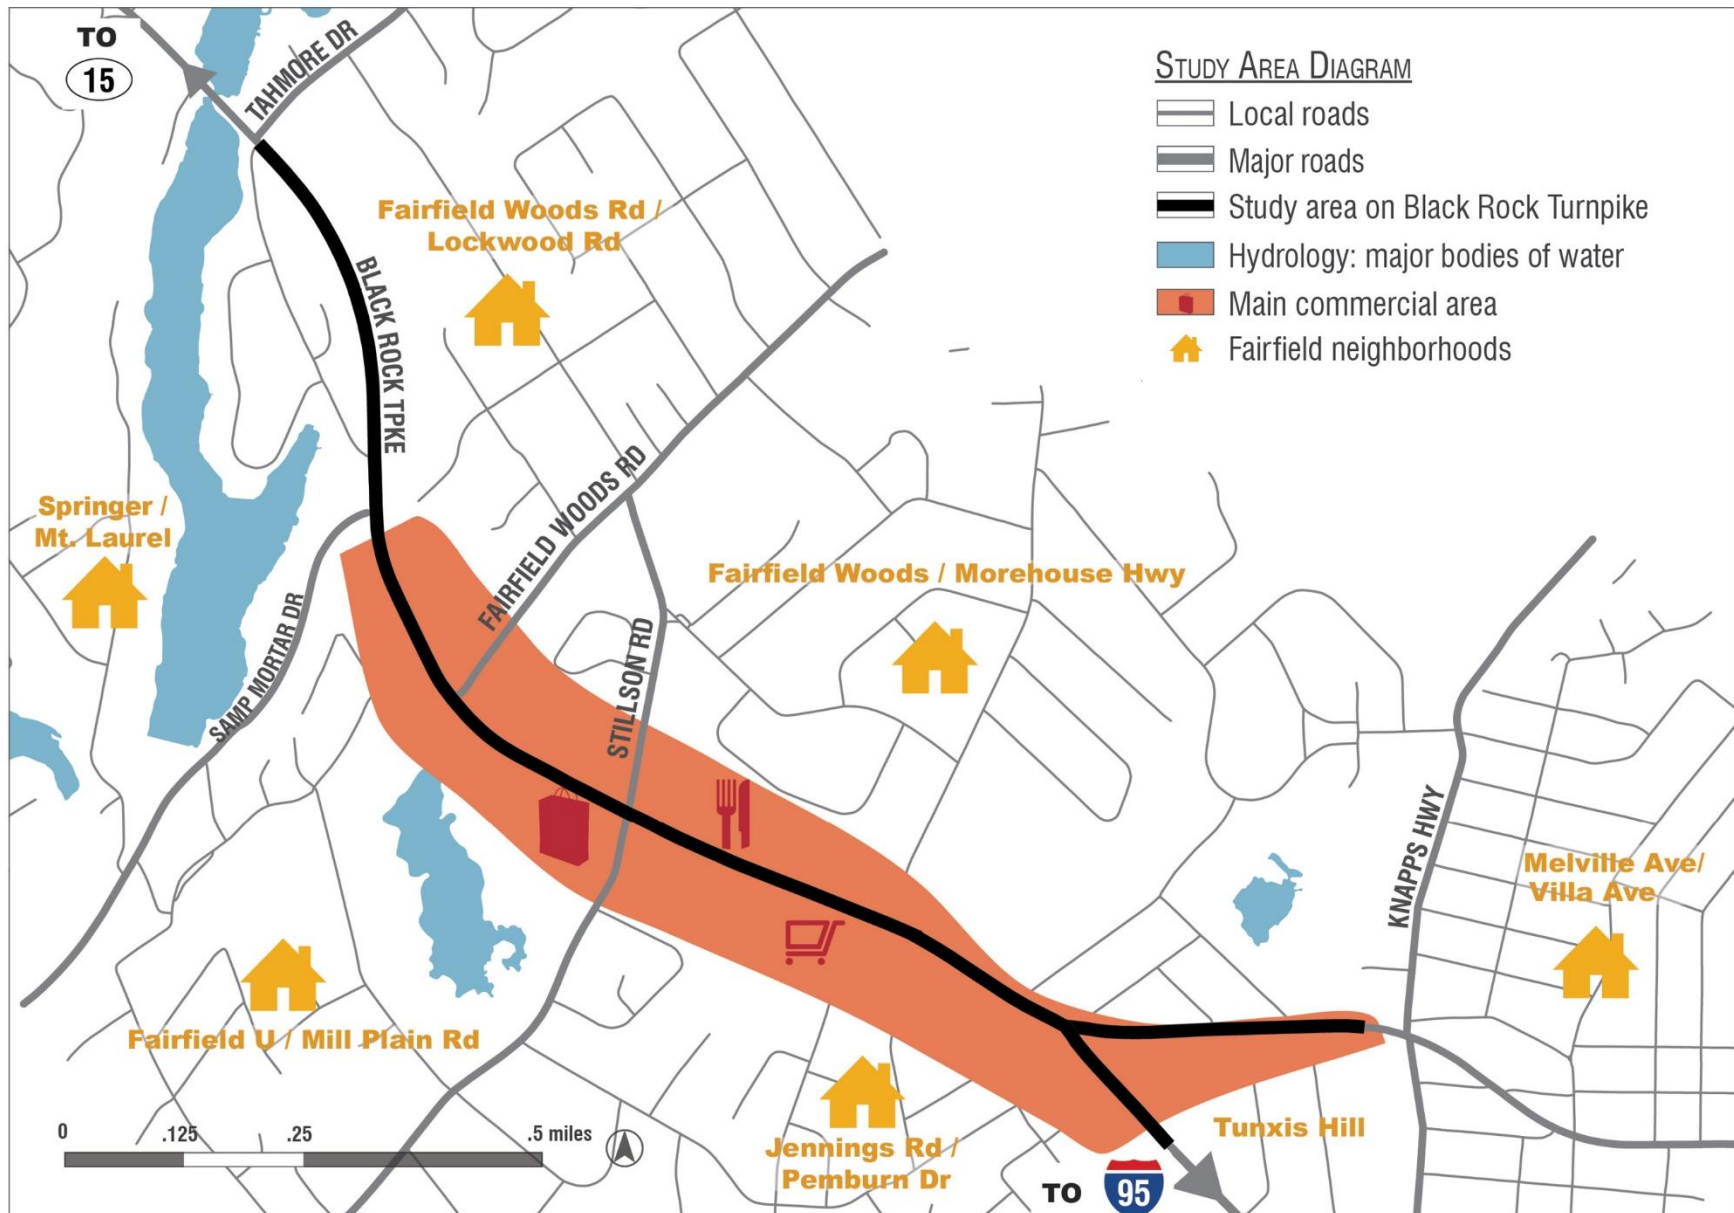 TO
15
TAHMORE DR
STUDY AREA DIAGRAM
Local roads
Major roads
Study area on Black Rock Turnpike
Hydrology: major bodies of water
Main commercial area
Fairfield neighborhoods
Fairfield Woods Rd /
Lockwood Rd
BLACK ROCK TPKE
Springer /
Mt. Laurel
FAIRFIELD WOODS RD
Fairfield Woods / Morehouse Hwy
SAMP MORTAR DR
STILLSON RD
KNAPPS HWY
Melville Ave/
Villa Ave
Fairfield U / Mill Plain Rd
Tunxis Hill
Jennings Rd /
Pemburn Dr
0 .125 .25 .5 miles
TO
95